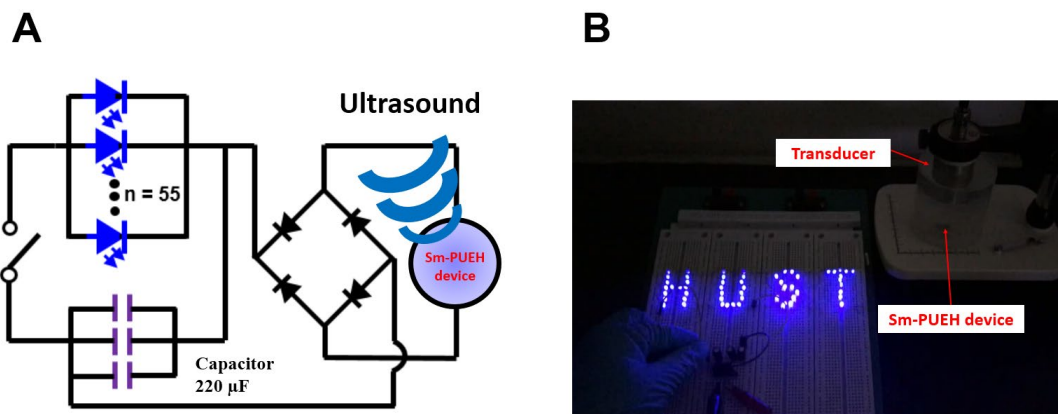 A
B
Ultrasound
n = 55
Sm-PUEH
device
Capacitor
220 μF
Transducer
HUST
Sm-PUEH device